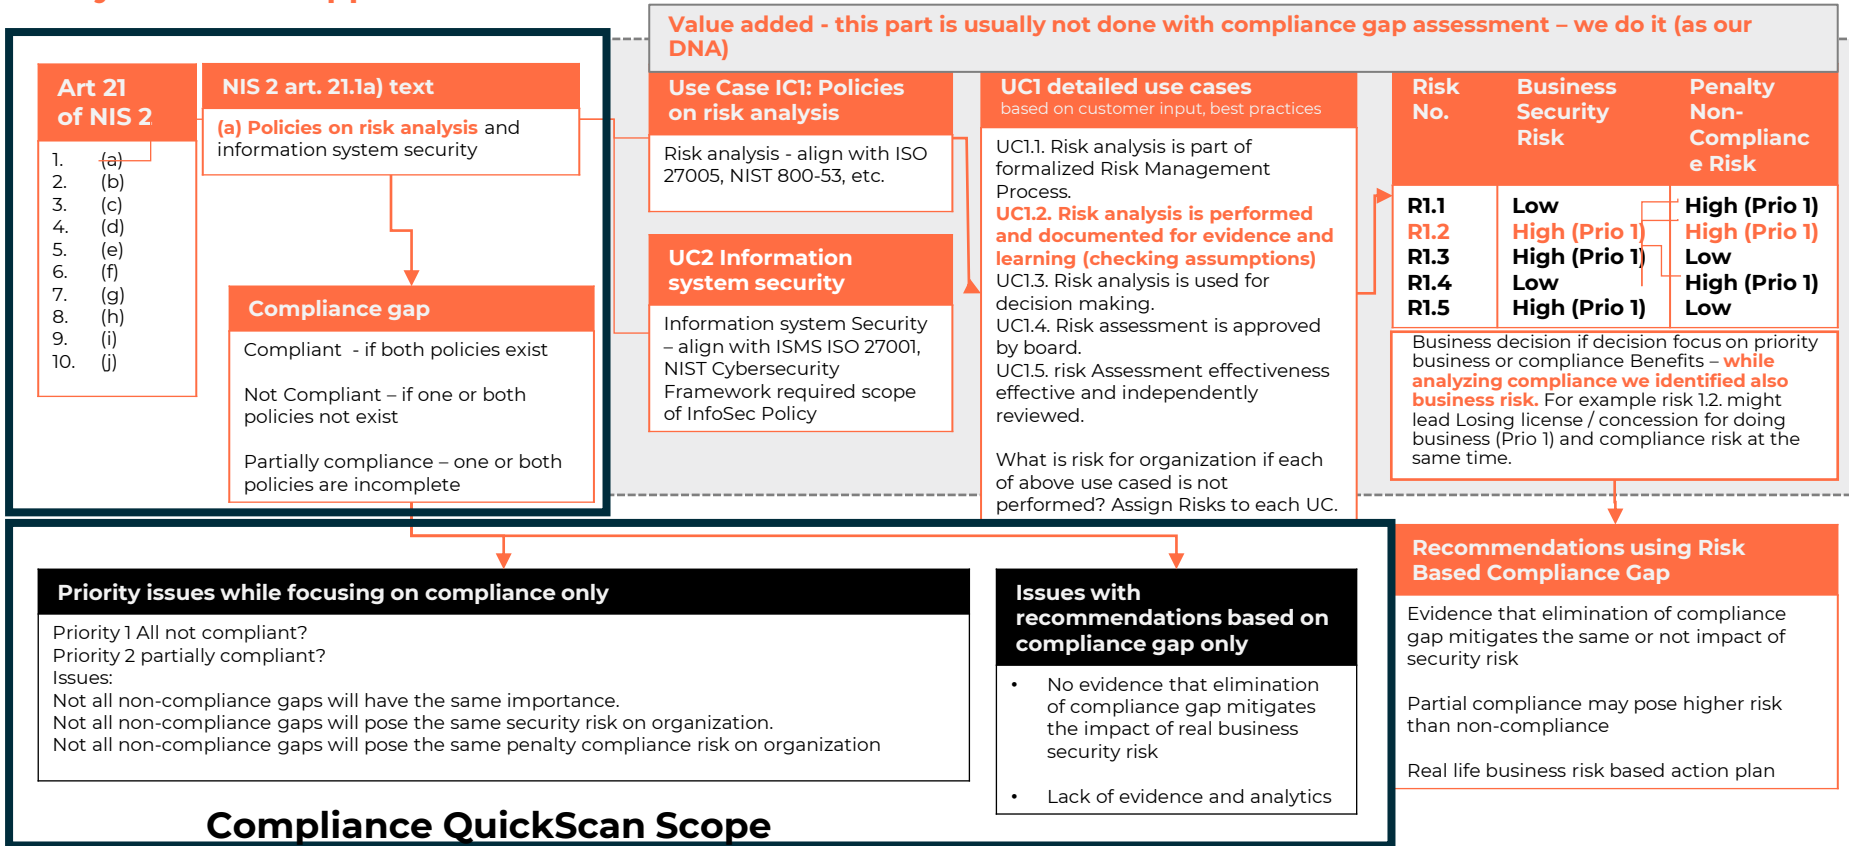 Value added - this part is usually not done with compliance gap assessment – we do it (as our
DNA)
Art 21
of NIS 2
1. (a)
2. (b)
3. (c)
4. (d)
5. (e)
6. (f)
7. (g)
8. (h)
9. (i)
10. (j)
NIS 2 art. 21.1a) text
(a) Policies on risk analysis and
information system security
Compliance gap
Compliant - if both policies exist
Not Compliant – if one or both
policies not exist
Partially compliance – one or both
policies are incomplete
Use Case IC1: Policies
on risk analysis
Risk analysis - align with ISO
27005, NIST 800-53, etc.
UC2 Information
system security
Information system Security
– align with ISMS ISO 27001,
NIST Cybersecurity
Framework required scope
of InfoSec Policy
UC1 detailed use cases
based on customer input, best practices
UC1.1. Risk analysis is part of
formalized Risk Management
Process.
UC1.2. Risk analysis is performed
and documented for evidence and
learning (checking assumptions)
UC1.3. Risk analysis is used for
decision making.
UC1.4. Risk assessment is approved
by board.
UC1.5. risk Assessment effectiveness
effective and independently
reviewed.
What is risk for organization if each
of above use cased is not
performed? Assign Risks to each UC.
Risk No. Business Security Risk Penalty Non-Complianc e Risk
R1.1 Low High (Prio 1)
R1.2 High (Prio 1) High (Prio 1)
R1.3 High (Prio 1) Low
R1.4 Low High (Prio 1)
R1.5 High (Prio 1) Low
Business decision if decision focus on priority
business or compliance Benefits – while
analyzing compliance we identified also
business risk. For example risk 1.2. might
lead Losing license / concession for doing
business (Prio 1) and compliance risk at the
same time.
Priority issues while focusing on compliance only
Priority 1 All not compliant?
Priority 2 partially compliant?
Issues:
Not all non-compliance gaps will have the same importance.
Not all non-compliance gaps will pose the same security risk on organization.
Not all non-compliance gaps will pose the same penalty compliance risk on organization
Issues with
recommendations based on
compliance gap only
• No evidence that elimination
of compliance gap mitigates
the impact of real business
security risk
• Lack of evidence and analytics
Recommendations using Risk
Based Compliance Gap
Evidence that elimination of compliance
gap mitigates the same or not impact of
security risk
Partial compliance may pose higher risk
than non-compliance
Real life business risk based action plan
Compliance QuickScan Scope